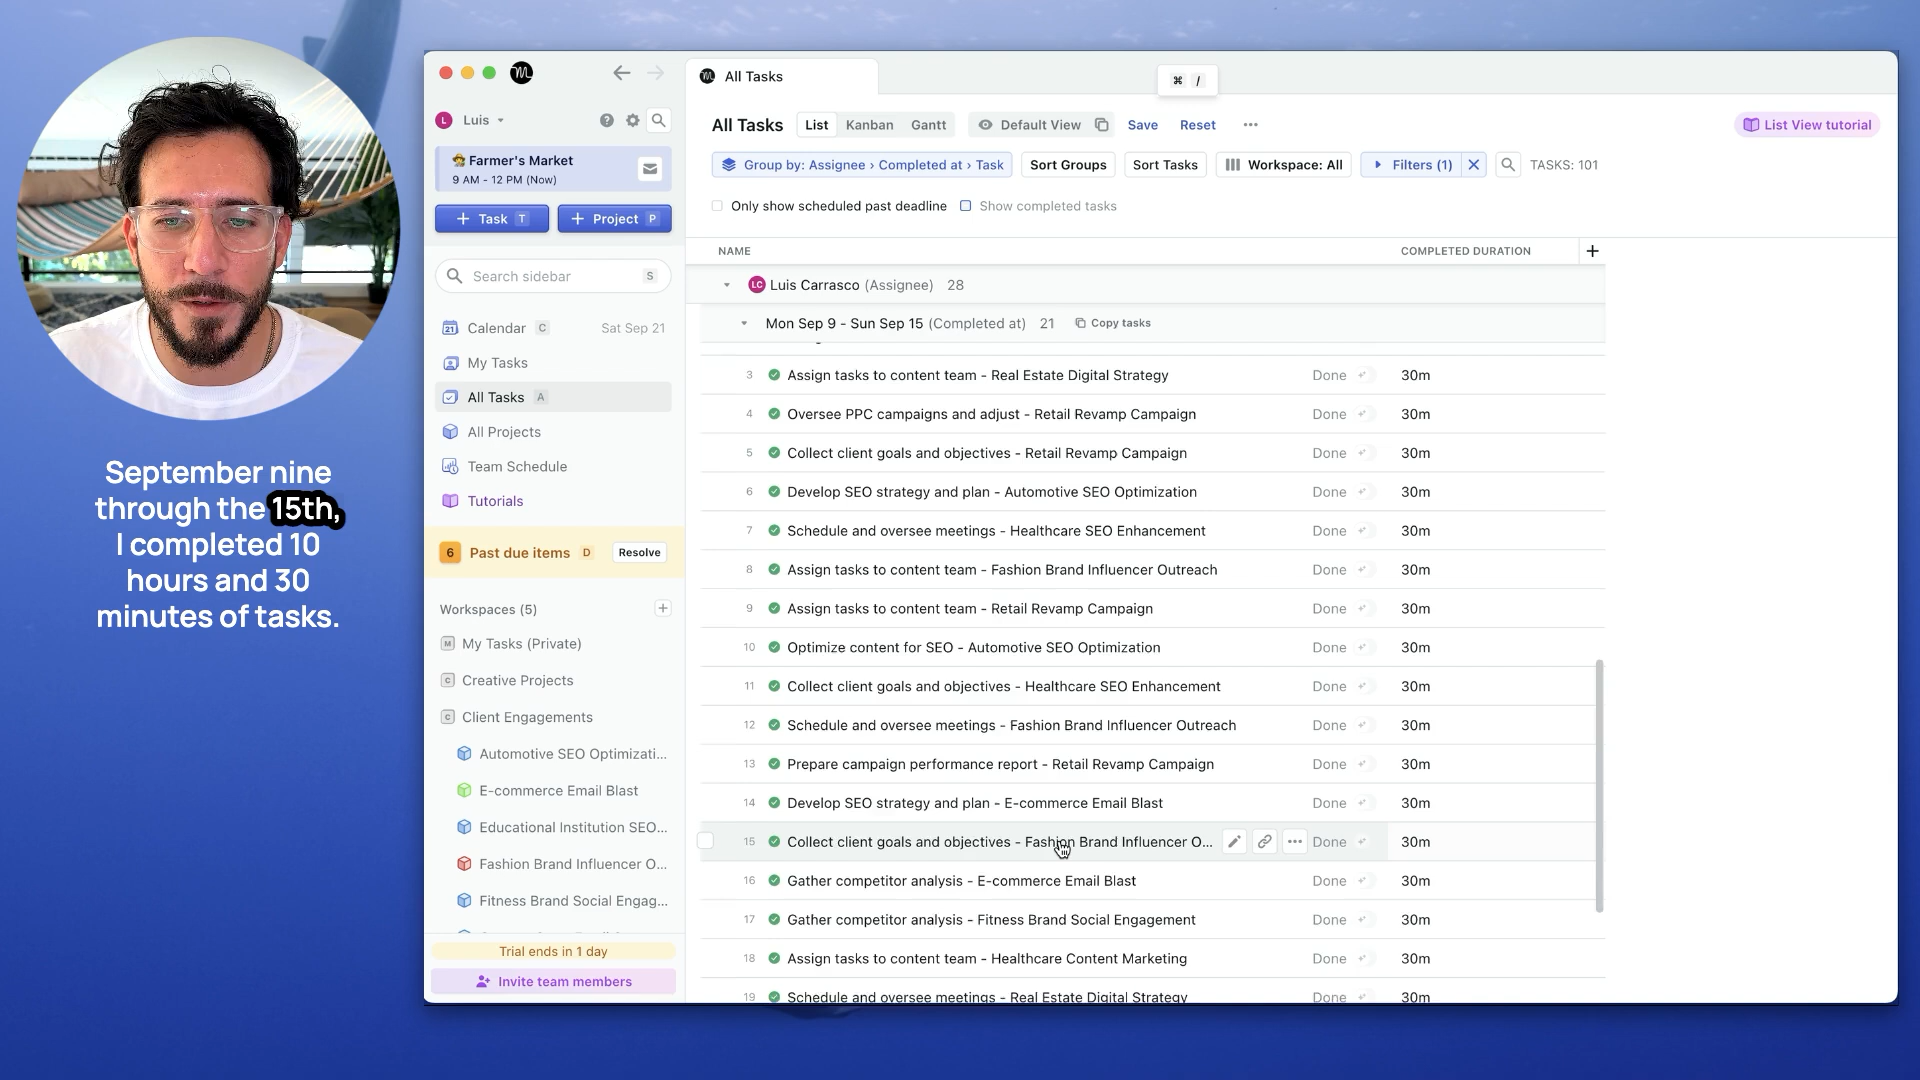 September nine
through the 15th,
I completed 10
hours and 30
minutes of tasks.
L Luis
Farmer's Market
9 AM - 12 PM (Now)
+ Task T
+ Project P
Search sidebar S
21 Calendar C Sat Sep 21
My Tasks
All Tasks A
All Projects
Team Schedule
Tutorials
6 Past due items D Resolve
Workspaces (5) +
M My Tasks (Private)
C Creative Projects
C Client Engagements
Automotive SEO Optimizati...
E-commerce Email Blast
Educational Institution SEO...
Fashion Brand Influencer O...
Fitness Brand Social Engag...
Trial ends in 1 day
Invite team members
All Tasks
⌘ /
All Tasks List Kanban Gantt Default View Save Reset ... List View tutorial
Group by: Assignee › Completed at › Task Sort Groups Sort Tasks Workspace: All Filters (1) TASKS: 101
Only show scheduled past deadline Show completed tasks
NAME COMPLETED DURATION +
LC Luis Carrasco (Assignee) 28
Mon Sep 9 - Sun Sep 15 (Completed at) 21 Copy tasks
3 Assign tasks to content team - Real Estate Digital Strategy Done 30m
4 Oversee PPC campaigns and adjust - Retail Revamp Campaign Done 30m
5 Collect client goals and objectives - Retail Revamp Campaign Done 30m
6 Develop SEO strategy and plan - Automotive SEO Optimization Done 30m
7 Schedule and oversee meetings - Healthcare SEO Enhancement Done 30m
8 Assign tasks to content team - Fashion Brand Influencer Outreach Done 30m
9 Assign tasks to content team - Retail Revamp Campaign Done 30m
10 Optimize content for SEO - Automotive SEO Optimization Done 30m
11 Collect client goals and objectives - Healthcare SEO Enhancement Done 30m
12 Schedule and oversee meetings - Fashion Brand Influencer Outreach Done 30m
13 Prepare campaign performance report - Retail Revamp Campaign Done 30m
14 Develop SEO strategy and plan - E-commerce Email Blast Done 30m
15 Collect client goals and objectives - Fashion Brand Influencer O... Done 30m
16 Gather competitor analysis - E-commerce Email Blast Done 30m
17 Gather competitor analysis - Fitness Brand Social Engagement Done 30m
18 Assign tasks to content team - Healthcare Content Marketing Done 30m
19 Schedule and oversee meetings - Real Estate Digital Strategy Done 30m